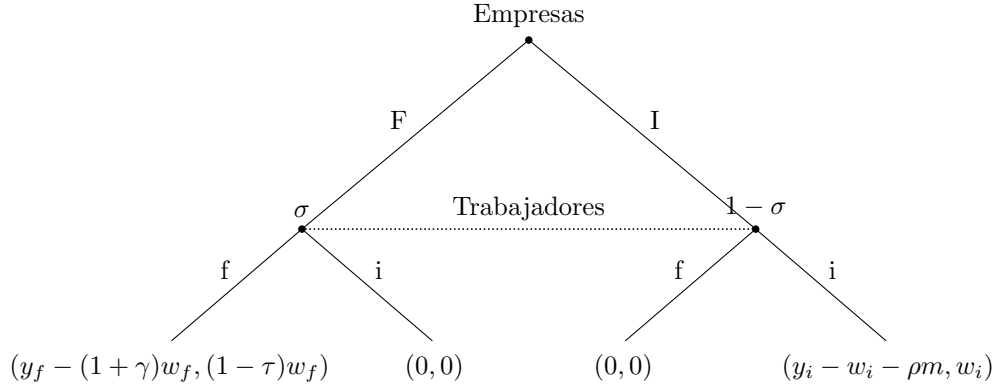 Empresas
F
I
σ
Trabajadores
1 − σ
f
i
f
i
(y_f − (1 + γ)w_f, (1 − τ)w_f)
(0, 0)
(0, 0)
(y_i − w_i − ρm, w_i)